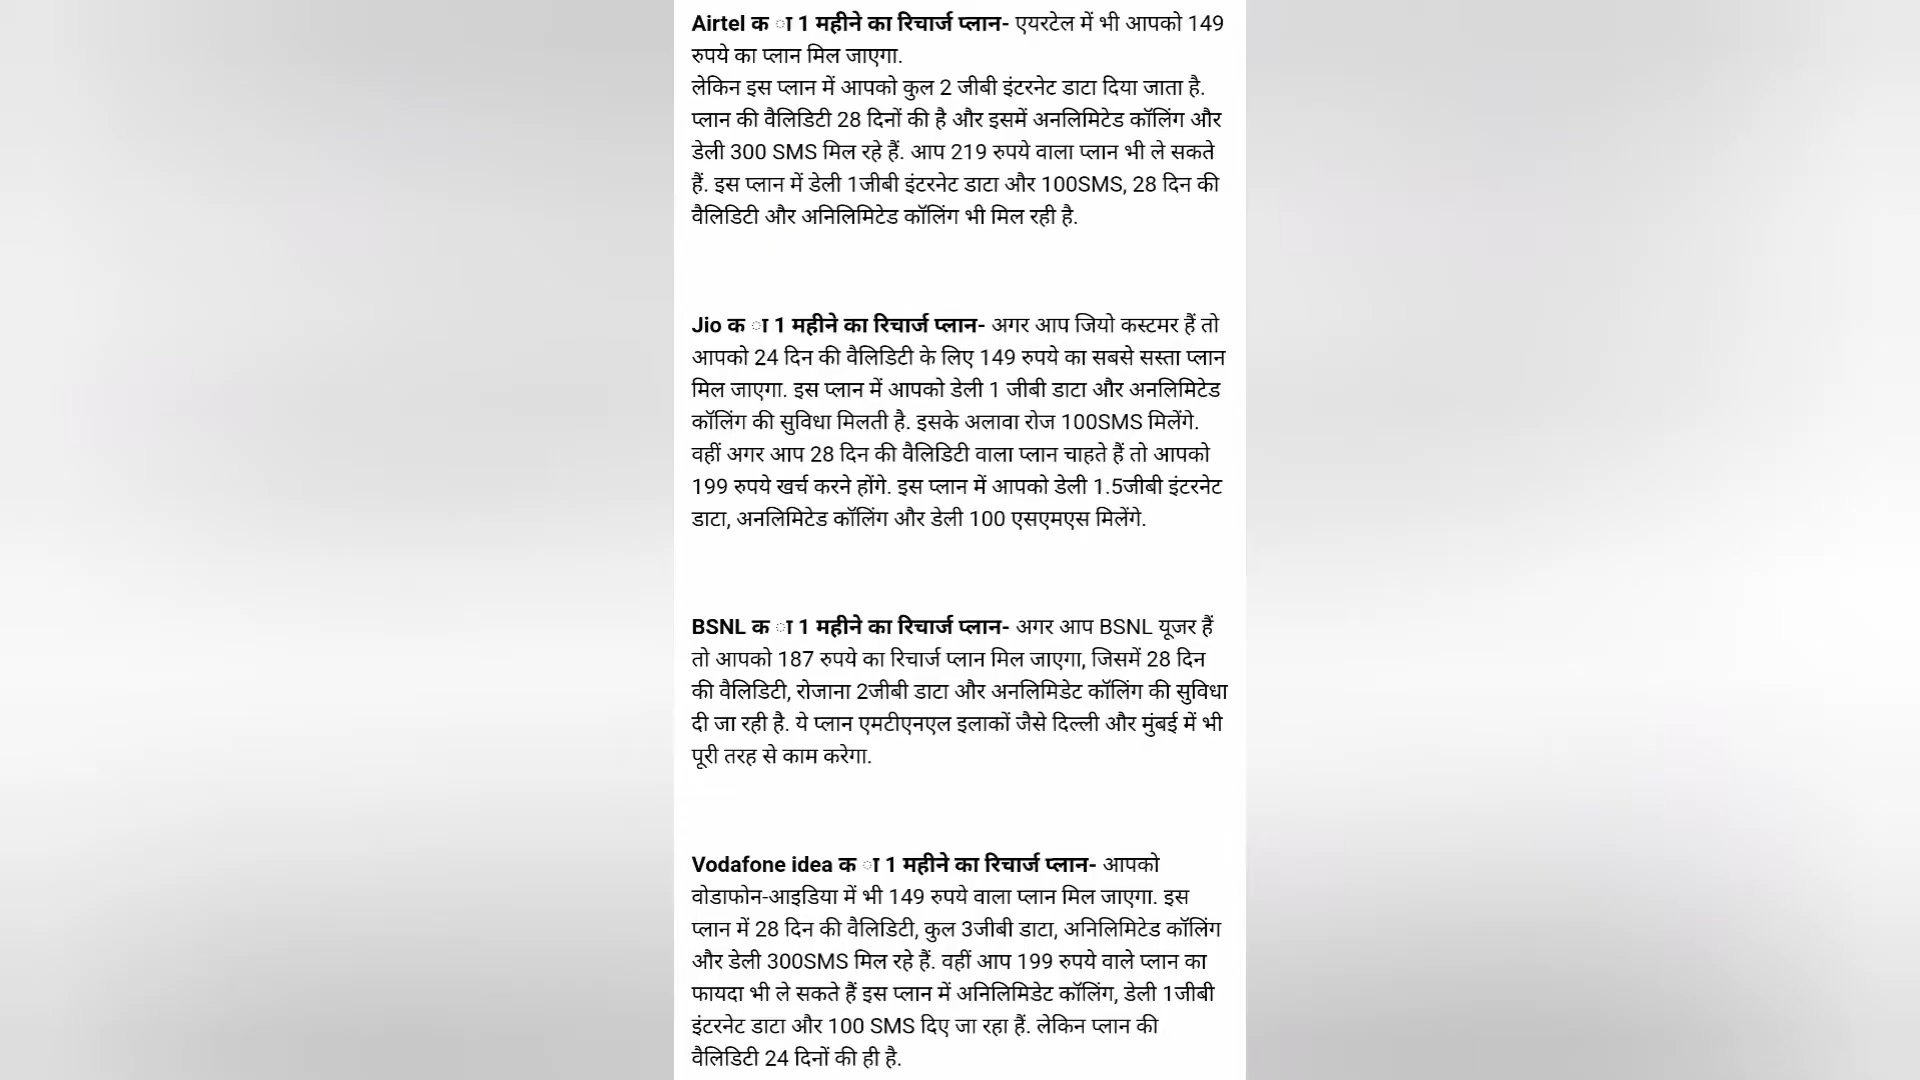 Airtel क ा 1 महीने का रिचार्ज प्लान- एयरटेल में भी आपको 149
रुपये का प्लान मिल जाएगा.
लेकिन इस प्लान में आपको कुल 2 जीबी इंटरनेट डाटा दिया जाता है.
प्लान की वैलिडिटी 28 दिनों की है और इसमें अनलिमिटेड कॉलिंग और
डेली 300 SMS मिल रहे हैं. आप 219 रुपये वाला प्लान भी ले सकते
हैं. इस प्लान में डेली 1जीबी इंटरनेट डाटा और 100SMS, 28 दिन की
वैलिडिटी और अनिलिमिटेड कॉलिंग भी मिल रही है.
Jio क ा 1 महीने का रिचार्ज प्लान- अगर आप जियो कस्टमर हैं तो
आपको 24 दिन की वैलिडिटी के लिए 149 रुपये का सबसे सस्ता प्लान
मिल जाएगा. इस प्लान में आपको डेली 1 जीबी डाटा और अनलिमिटेड
कॉलिंग की सुविधा मिलती है. इसके अलावा रोज 100SMS मिलेंगे.
वहीं अगर आप 28 दिन की वैलिडिटी वाला प्लान चाहते हैं तो आपको
199 रुपये खर्च करने होंगे. इस प्लान में आपको डेली 1.5जीबी इंटरनेट
डाटा, अनलिमिटेड कॉलिंग और डेली 100 एसएमएस मिलेंगे.
BSNL क ा 1 महीने का रिचार्ज प्लान- अगर आप BSNL यूजर हैं
तो आपको 187 रुपये का रिचार्ज प्लान मिल जाएगा, जिसमें 28 दिन
की वैलिडिटी, रोजाना 2जीबी डाटा और अनलिमिडेट कॉलिंग की सुविधा
दी जा रही है. ये प्लान एमटीएनएल इलाकों जैसे दिल्ली और मुंबई में भी
पूरी तरह से काम करेगा.
Vodafone idea क ा 1 महीने का रिचार्ज प्लान- आपको
वोडाफोन-आइडिया में भी 149 रुपये वाला प्लान मिल जाएगा. इस
प्लान में 28 दिन की वैलिडिटी, कुल 3जीबी डाटा, अनिलिमिटेड कॉलिंग
और डेली 300SMS मिल रहे हैं. वहीं आप 199 रुपये वाले प्लान का
फायदा भी ले सकते हैं इस प्लान में अनिलिमिडेट कॉलिंग, डेली 1जीबी
इंटरनेट डाटा और 100 SMS दिए जा रहा हैं. लेकिन प्लान की
वैलिडिटी 24 दिनों की ही है.